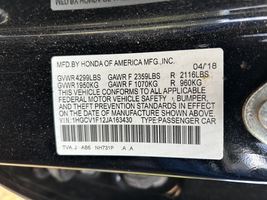 MFD BY HONDA OF AMERICA MFG.,INC. 04/18
GVWR 4299LBS GAWR F 2359LBS R 2116LBS
GVWR 1950KG GAWR F 1070KG R 960KG
THIS VEHICLE CONFORMS TO ALL APPLICABLE
FEDERAL MOTOR VEHICLE SAFETY,
BUMPER, AND THEFT PREVENTION
STANDARDS IN EFFECT ON THE DATE
OF MANUFACTURE SHOWN ABOVE.
V.I.N:1HGCV1F12JA163430 TYPE:PASSENGER CAR
TVA J AB6 NH731P A A